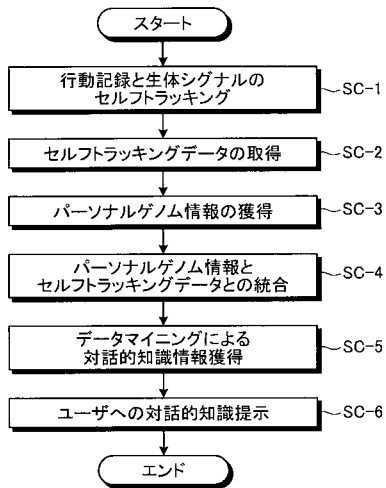 スタート
行動記録と生体シグナルの
セルフトラッキング
SC-1
セルフトラッキングデータの取得
SC-2
パーソナルゲノム情報の獲得
SC-3
パーソナルゲノム情報と
セルフトラッキングデータとの統合
SC-4
データマイニングによる
対話的知識情報獲得
SC-5
ユーザへの対話的知識提示
SC-6
エンド